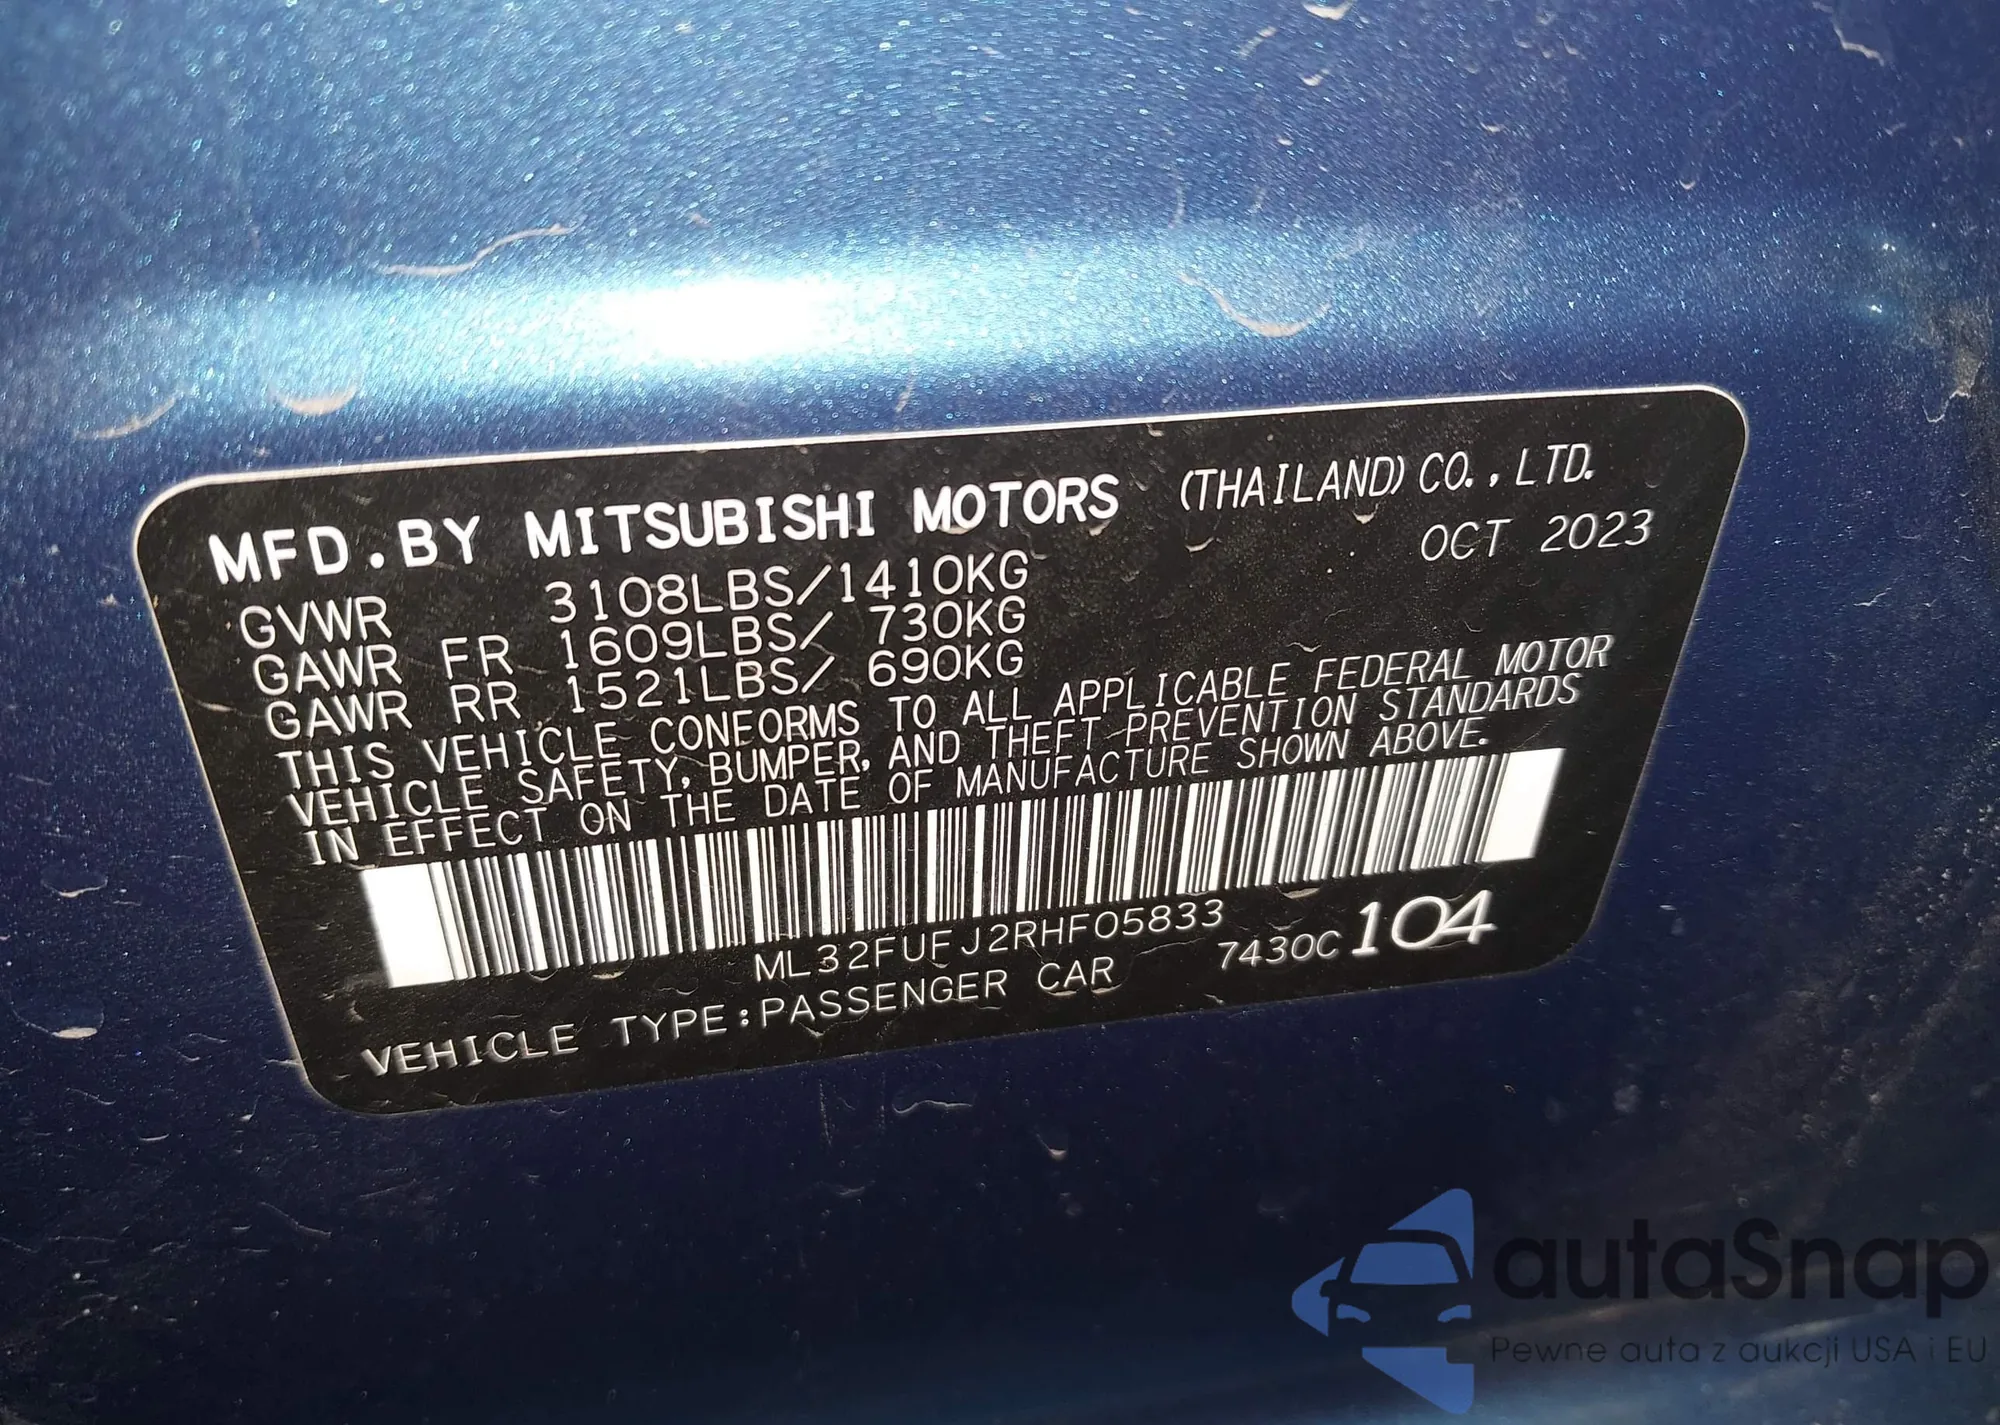 MFD.BY MITSUBISHI MOTORS (THAILAND) CO.,LTD.
OCT 2023
GVWR 3108LBS/1410KG
GAWR FR 1609LBS/ 730KG
GAWR RR 1521LBS/ 690KG
THIS VEHICLE CONFORMS TO ALL APPLICABLE FEDERAL MOTOR
VEHICLE SAFETY, BUMPER, AND THEFT PREVENTION STANDARDS
IN EFFECT ON THE DATE OF MANUFACTURE SHOWN ABOVE.
ML32FUFJ2RHF05833
7430C 104
VEHICLE TYPE:PASSENGER CAR
autaSnap
Pewne auta z aukcji USA i EU